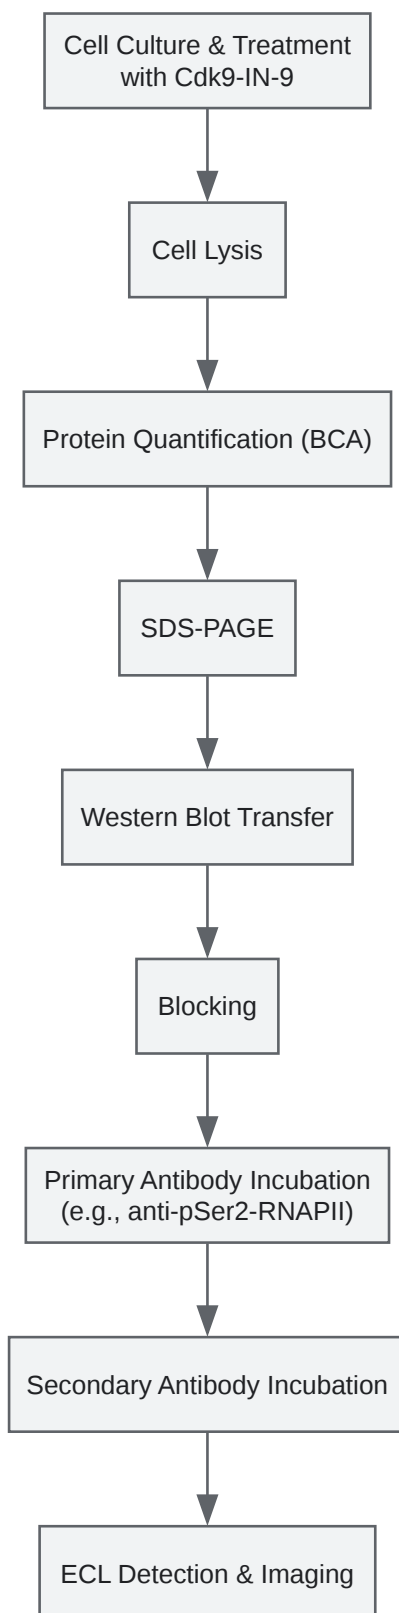 Cell Culture & Treatment
with Cdk9-IN-9
Cell Lysis
Protein Quantification (BCA)
SDS-PAGE
Western Blot Transfer
Blocking
Primary Antibody Incubation
(e.g., anti-pSer2-RNAPII)
Secondary Antibody Incubation
ECL Detection & Imaging